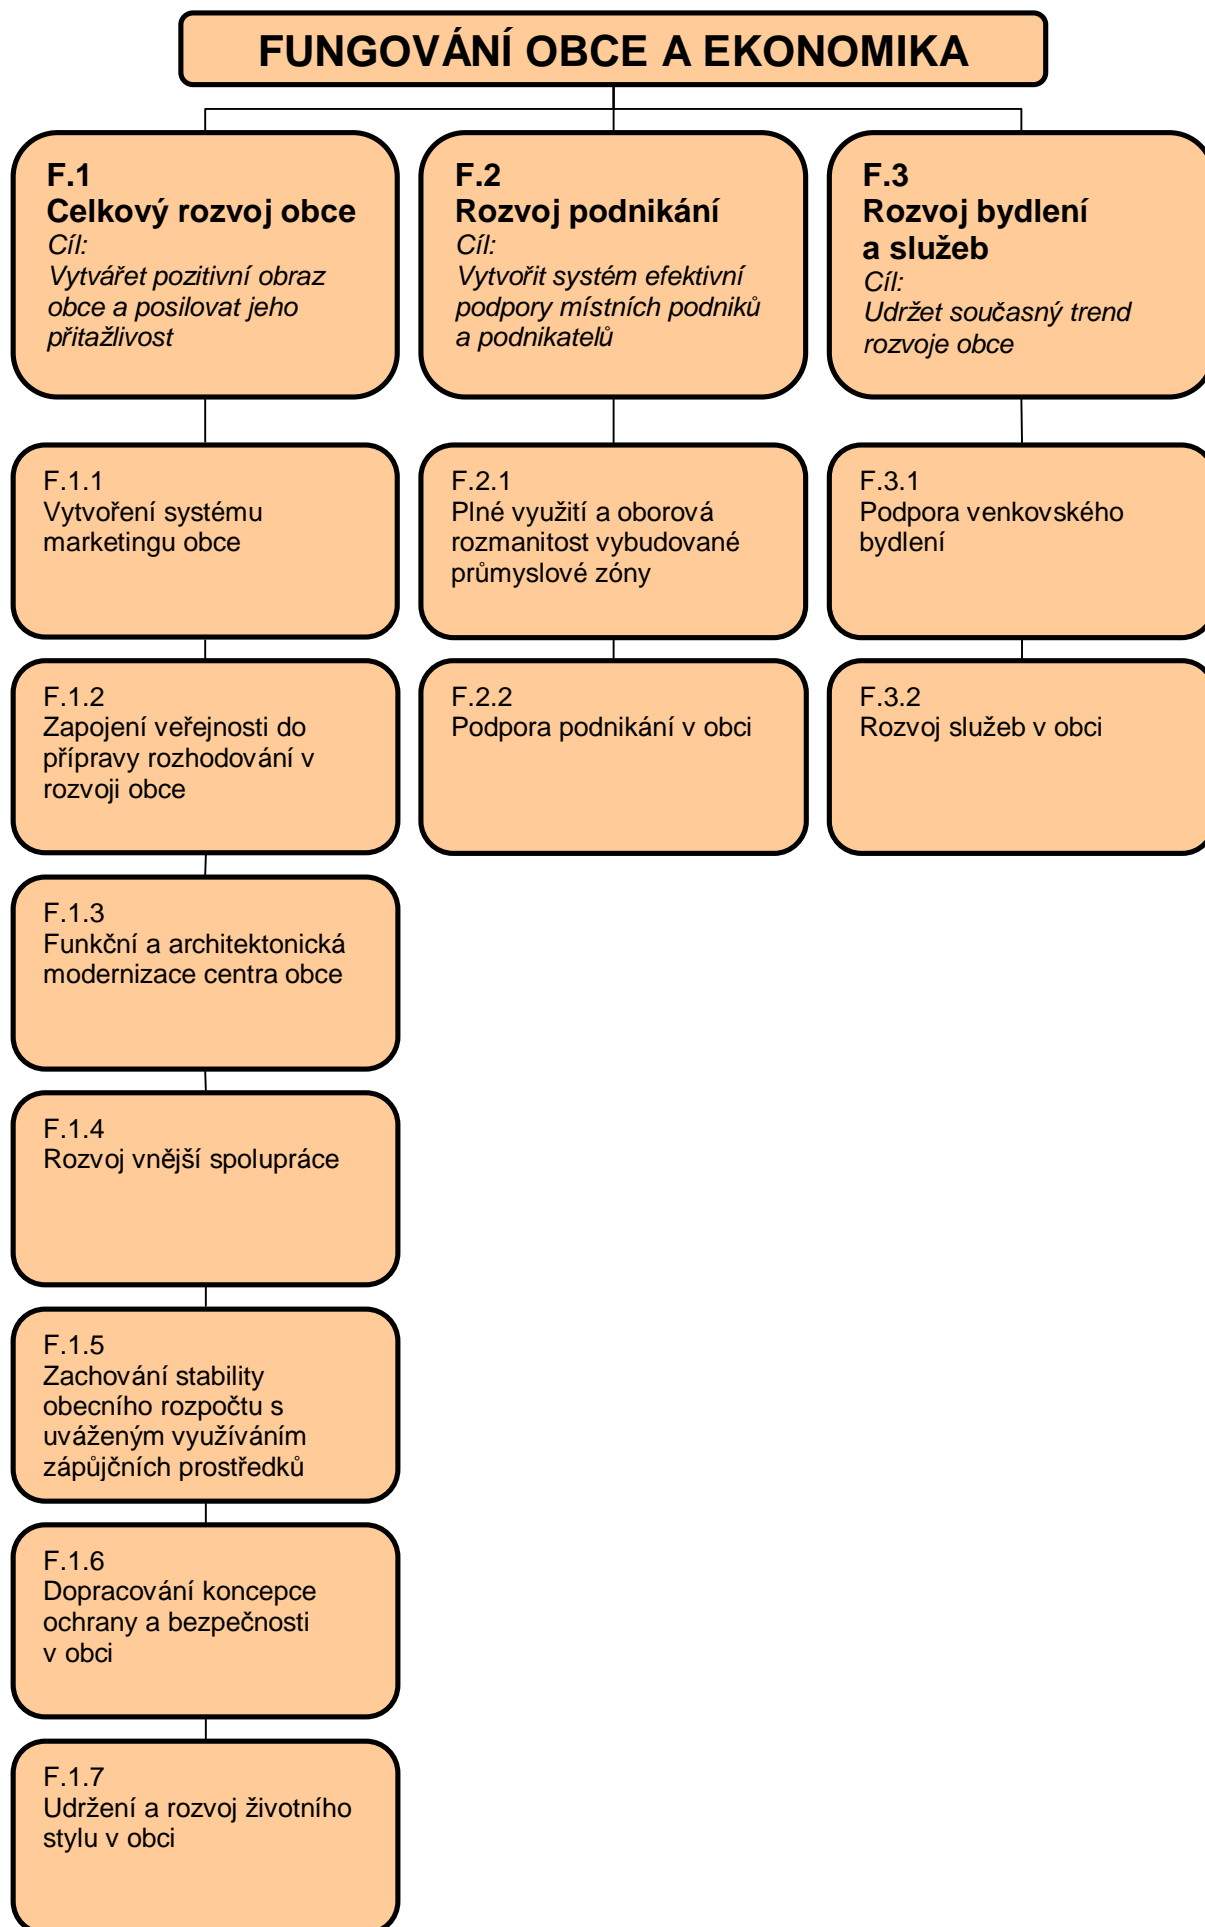 FUNGOVÁNÍ OBCE A EKONOMIKA
F.1
Celkový rozvoj obce
Cíl:
Vytvářet pozitivní obraz
obce a posilovat jeho
přitažlivost
F.1.1
Vytvoření systému
marketingu obce
F.1.2
Zapojení veřejnosti do
přípravy rozhodování v
rozvoji obce
F.1.3
Funkční a architektonická
modernizace centra obce
F.1.4
Rozvoj vnější spolupráce
F.1.5
Zachování stability
obecního rozpočtu s
uváženým využíváním
zápůjčních prostředků
F.1.6
Dopracování koncepce
ochrany a bezpečnosti
v obci
F.1.7
Udržení a rozvoj životního
stylu v obci
F.2
Rozvoj podnikání
Cíl:
Vytvořit systém efektivní
podpory místních podniků
a podnikatelů
F.2.1
Plné využití a oborová
rozmanitost vybudované
průmyslové zóny
F.2.2
Podpora podnikání v obci
F.3
Rozvoj bydlení
a služeb
Cíl:
Udržet současný trend
rozvoje obce
F.3.1
Podpora venkovského
bydlení
F.3.2
Rozvoj služeb v obci